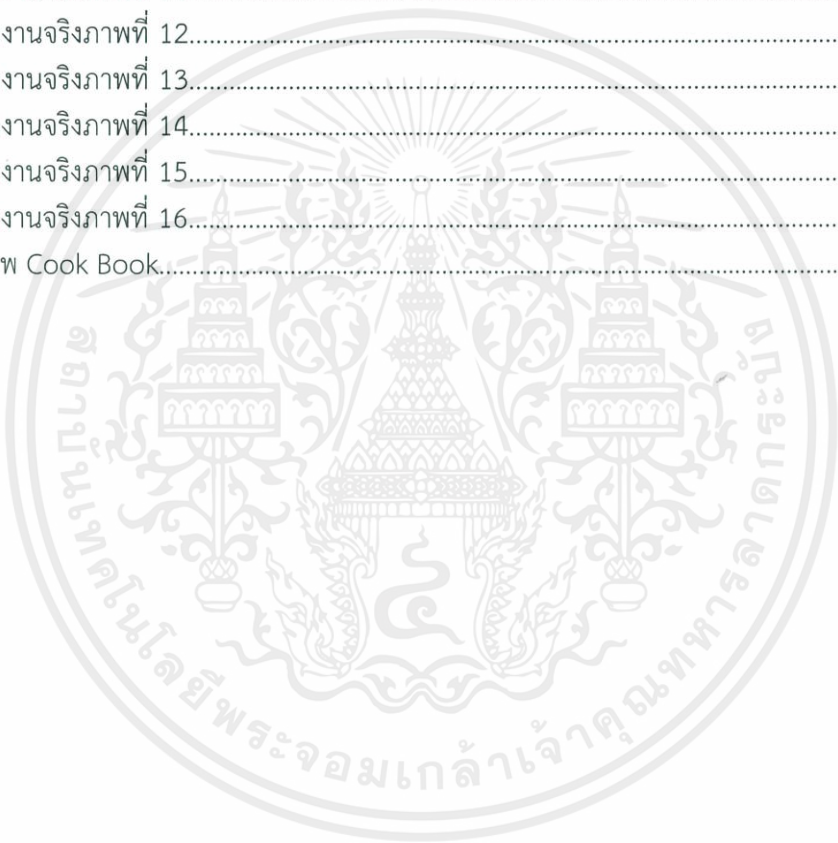 งานจริงภาพที่ 12
งานจริงภาพที่ 13
งานจริงภาพที่ 14
งานจริงภาพที่ 15
งานจริงภาพที่ 16
พ Cook Book
สถาบันเทคโนโลยีพระจอมเกล้าเจ้าคุณทหารลาดกระบัง